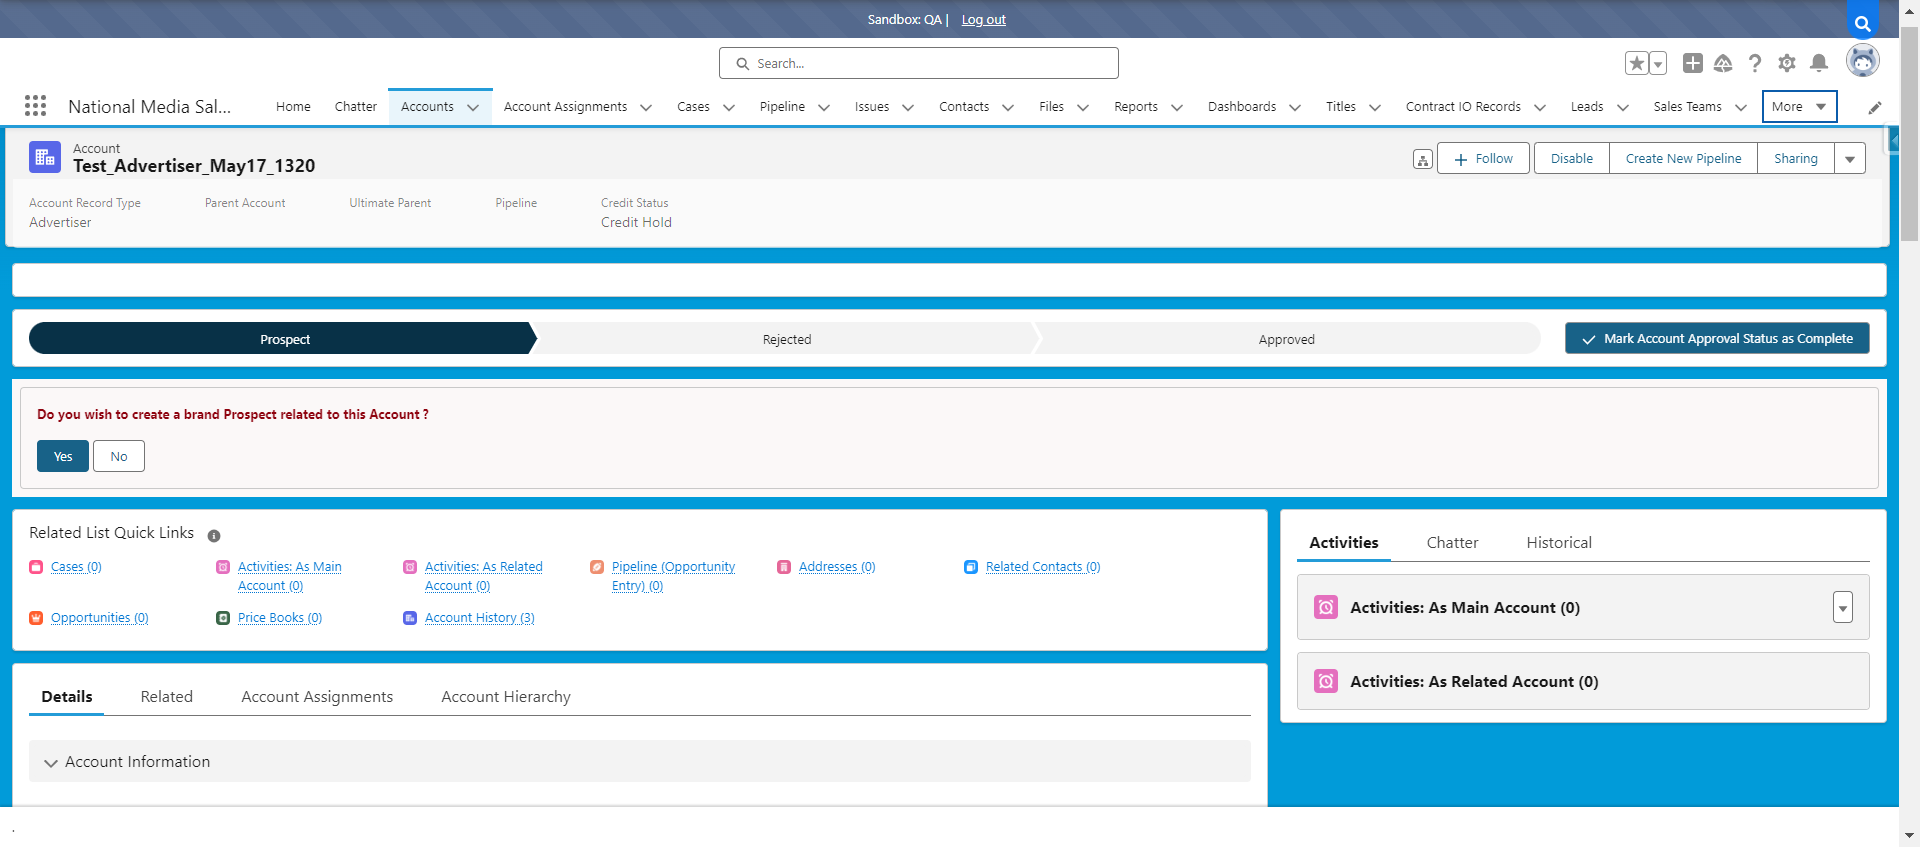 Sandbox: QA | Log out
Search...
National Media Sal...
Home
Chatter
Accounts
Account Assignments
Cases
Pipeline
Issues
Contacts
Files
Reports
Dashboards
Titles
Contract IO Records
Leads
Sales Teams
More
Account
Test_Advertiser_May17_1320
Follow
Disable
Create New Pipeline
Sharing
Account Record Type
Parent Account
Ultimate Parent
Pipeline
Credit Status
Advertiser
Credit Hold
Prospect
Rejected
Approved
Mark Account Approval Status as Complete
Do you wish to create a brand Prospect related to this Account ?
Yes
No
Related List Quick Links
Cases (0)
Activities: As Main
Account (0)
Activities: As Related
Account (0)
Pipeline (Opportunity
Entry) (0)
Addresses (0)
Related Contacts (0)
Opportunities (0)
Price Books (0)
Account History (3)
Activities
Chatter
Historical
Activities: As Main Account (0)
Activities: As Related Account (0)
Details
Related
Account Assignments
Account Hierarchy
Account Information
.